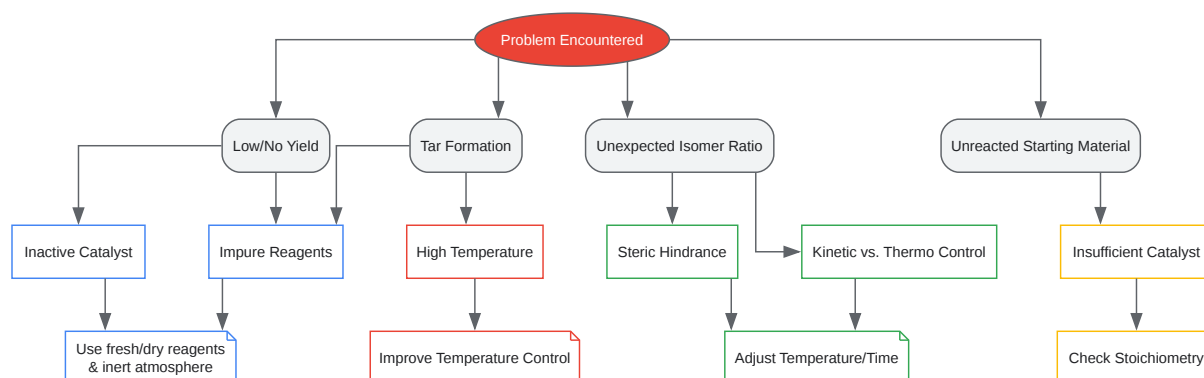 Problem Encountered
Low/No Yield
Tar Formation
Unexpected Isomer Ratio
Unreacted Starting Material
Inactive Catalyst
Impure Reagents
High Temperature
Steric Hindrance
Kinetic vs. Thermo Control
Insufficient Catalyst
Use fresh/dry reagents
& inert atmosphere
Improve Temperature Control
Adjust Temperature/Time
Check Stoichiometry